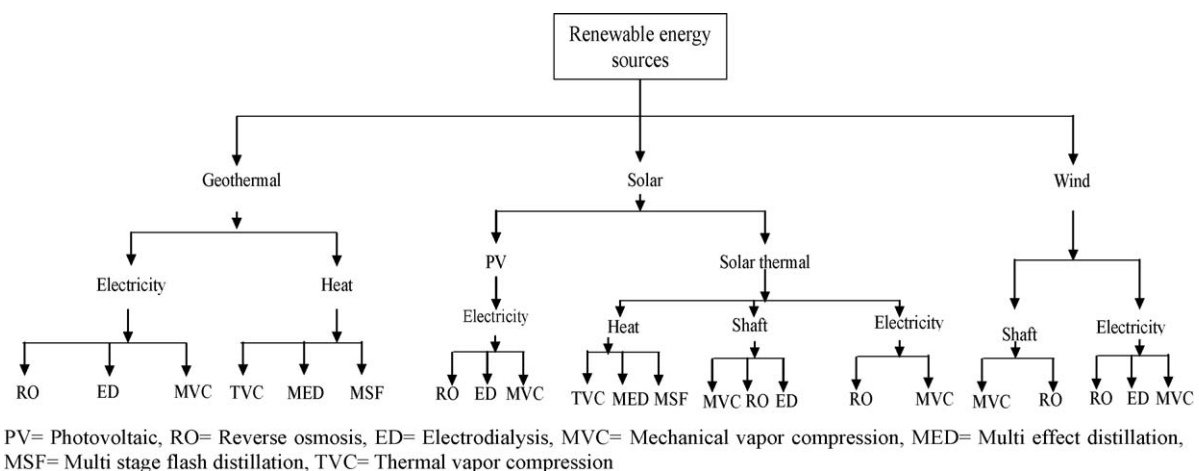 Renewable energy
sources
Geothermal Solar Wind
PV Solar thermal
Electricity Heat
Electricity Heat Shaft Electricity Shaft Electricity
RO ED MVC TVC MED MSF RO ED MVC TVC MED MSF MVC RO ED RO MVC MVC RO RO ED MVC
PV= Photovoltaic, RO= Reverse osmosis, ED= Electrodialysis, MVC= Mechanical vapor compression, MED= Multi effect distillation,
MSF= Multi stage flash distillation, TVC= Thermal vapor compression